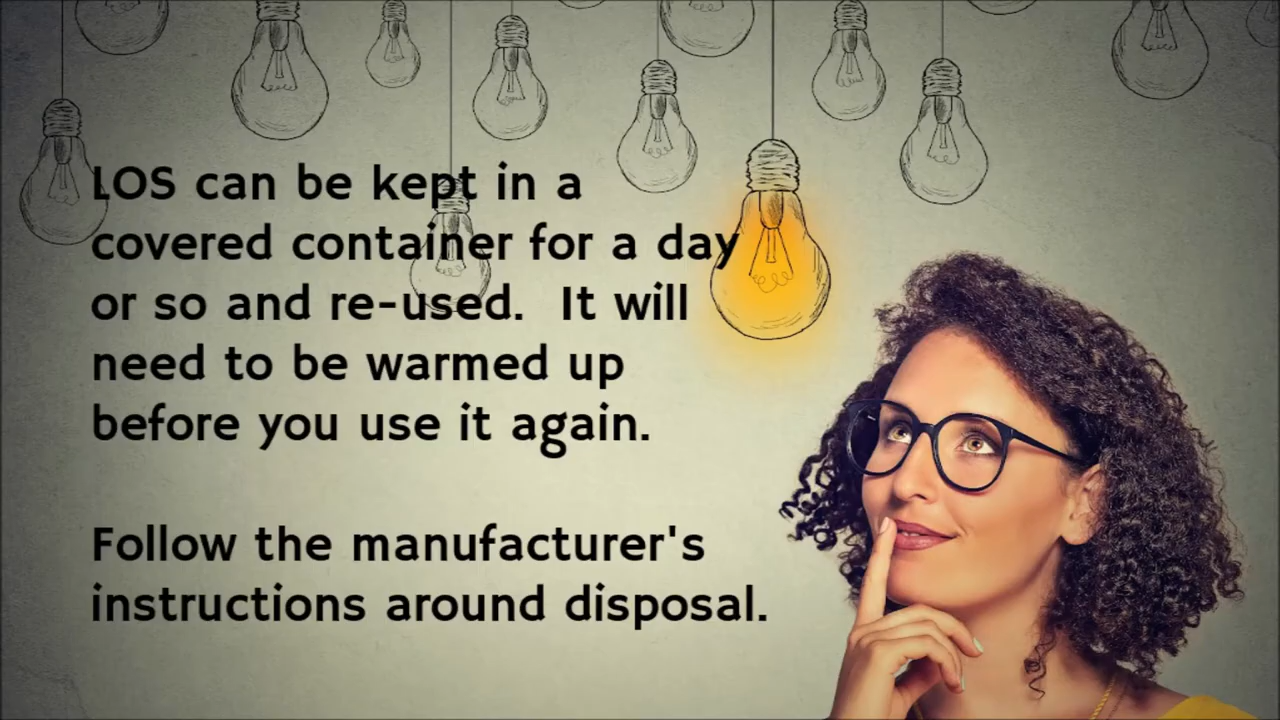 LOS can be kept in a
covered container for a day
or so and re-used.  It will
need to be warmed up
before you use it again.
Follow the manufacturer's
instructions around disposal.